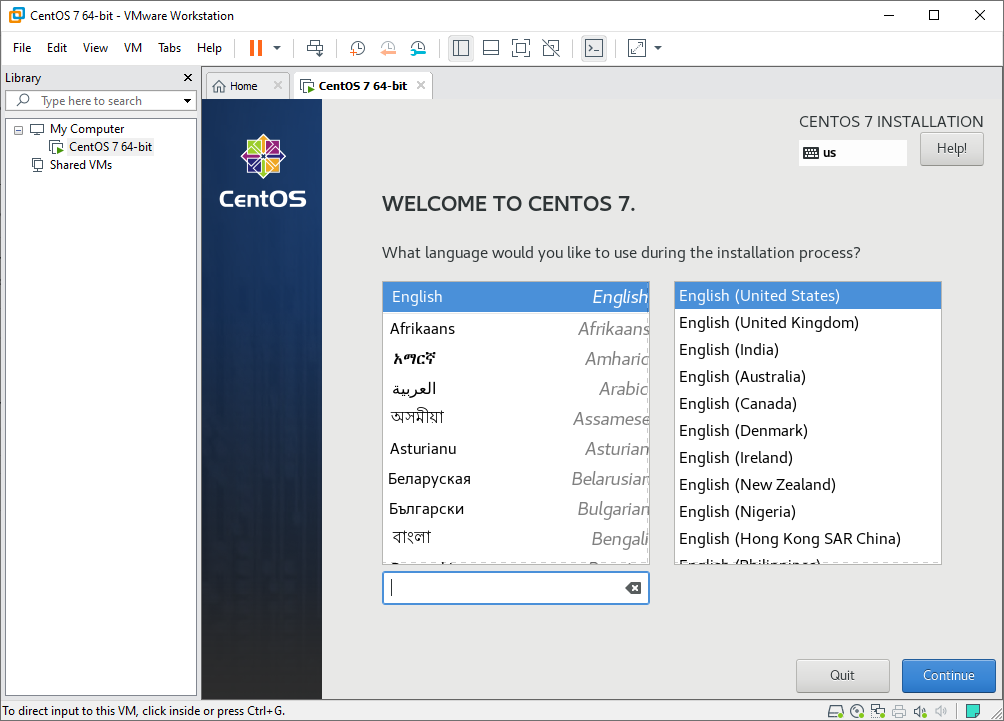 CentOS 7 64-bit - VMware Workstation
File Edit View VM Tabs Help
Library
Type here to search
My Computer
CentOS 7 64-bit
Shared VMs
Home
CentOS 7 64-bit
CentOS
CENTOS 7 INSTALLATION
us
Help!
WELCOME TO CENTOS 7.
What language would you like to use during the installation process?
English English
Afrikaans Afrikaans
አማርኛ Amharic
العربية Arabic
অসমীয়া Assamese
Asturianu Asturian
Беларуская Belarusian
Български Bulgarian
বাংলা Bengali
English (United States)
English (United Kingdom)
English (India)
English (Australia)
English (Canada)
English (Denmark)
English (Ireland)
English (New Zealand)
English (Nigeria)
English (Hong Kong SAR China)
English (Philippines)
Quit
Continue
To direct input to this VM, click inside or press Ctrl+G.